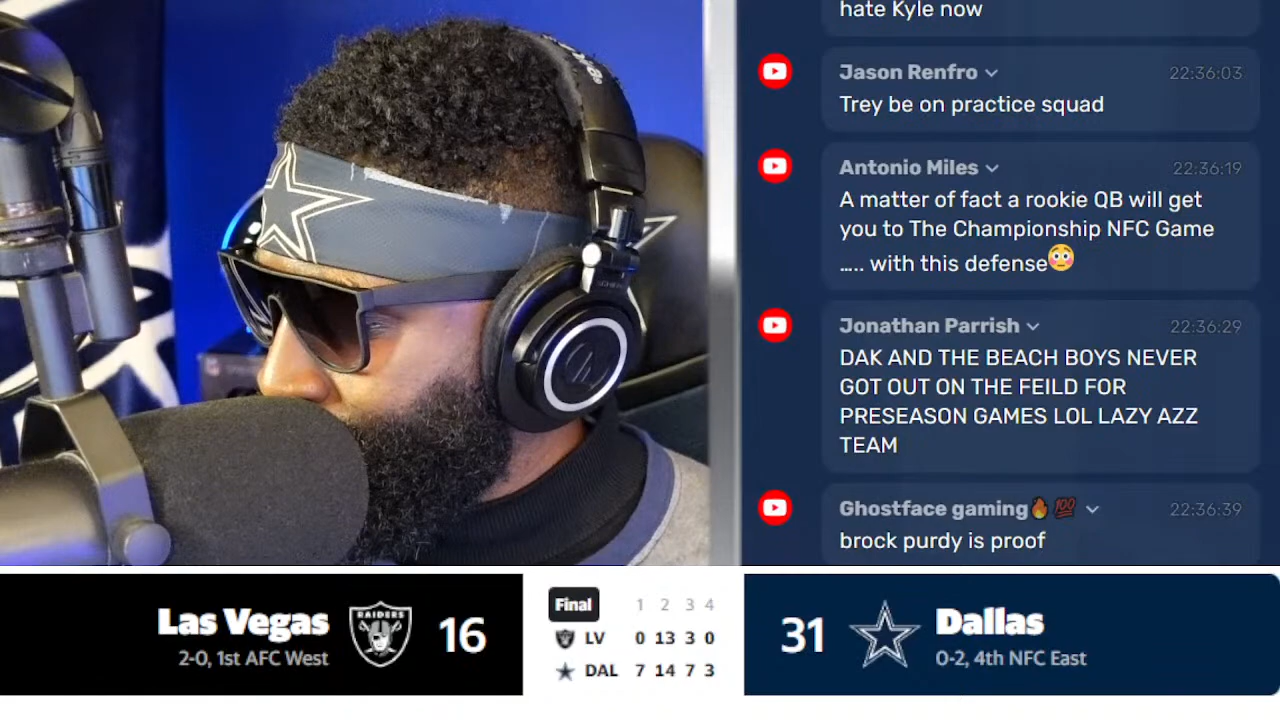 hate Kyle now
Jason Renfro 22:36:03
Trey be on practice squad
Antonio Miles 22:36:19
A matter of fact a rookie QB will get
you to The Championship NFC Game
..... with this defense😳
Jonathan Parrish 22:36:29
DAK AND THE BEACH BOYS NEVER
GOT OUT ON THE FEILD FOR
PRESEASON GAMES LOL LAZY AZZ
TEAM
Ghostface gaming🔥💯 22:36:39
brock purdy is proof
Las Vegas
2-0, 1st AFC West
RAIDERS
16
Final 1 2 3 4
LV 0 13 3 0
DAL 7 14 7 3
31
Dallas
0-2, 4th NFC East